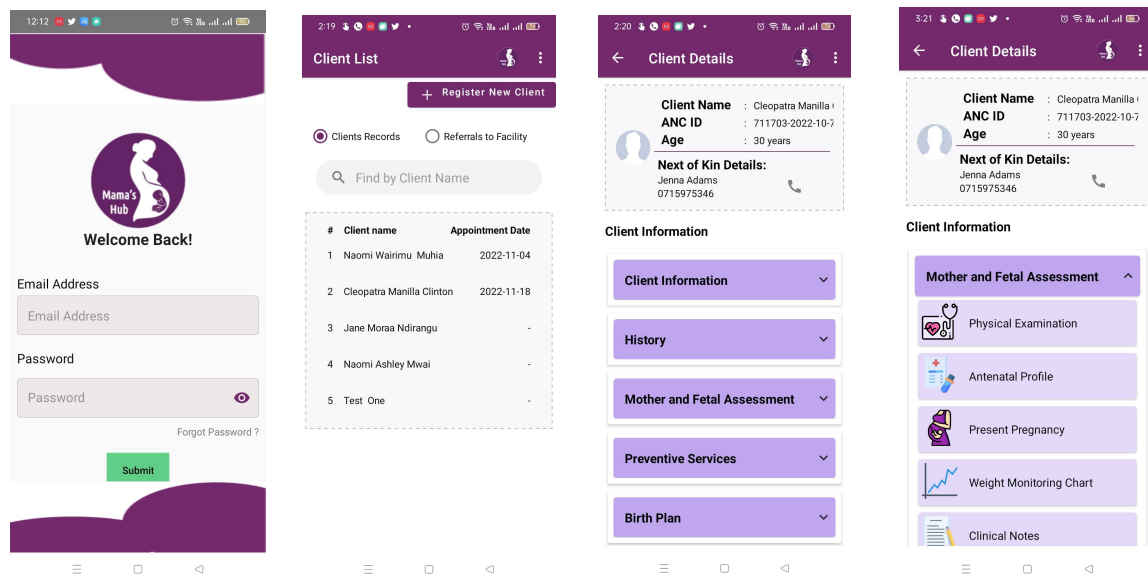 12:12
Mama's
Hub
Welcome Back!
Email Address
Email Address
Password
Password
Forgot Password ?
Submit
2:19
Client List
+ Register New Client
Clients Records
Referrals to Facility
Find by Client Name
# Client name Appointment Date
1 Naomi Wairimu Muhia 2022-11-04
2 Cleopatra Manilla Clinton 2022-11-18
3 Jane Moraa Ndirangu -
4 Naomi Ashley Mwai -
5 Test One -
2:20
Client Details
Client Name : Cleopatra Manilla
ANC ID : 711703-2022-10-7
Age : 30 years
Next of Kin Details:
Jenna Adams
0715975346
Client Information
Client Information
History
Mother and Fetal Assessment
Preventive Services
Birth Plan
3:21
Client Details
Client Name : Cleopatra Manilla
ANC ID : 711703-2022-10-7
Age : 30 years
Next of Kin Details:
Jenna Adams
0715975346
Client Information
Mother and Fetal Assessment
Physical Examination
Antenatal Profile
Present Pregnancy
Weight Monitoring Chart
Clinical Notes